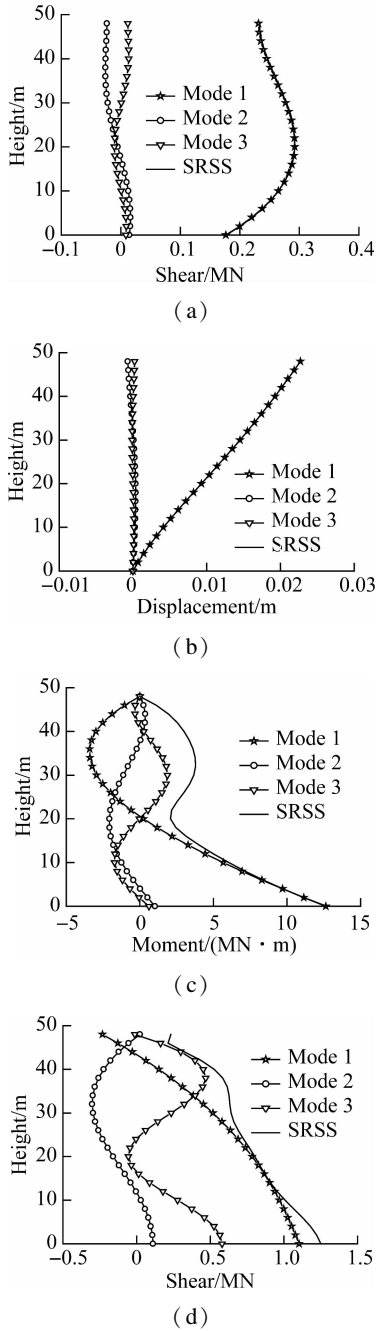 50
40
30
20
10
0
Height/m
Mode 1
Mode 2
Mode 3
SRSS
−0.1 0 0.1 0.2 0.3 0.4
Shear/MN
(a)
50
40
30
20
10
0
Height/m
Mode 1
Mode 2
Mode 3
SRSS
−0.01 0 0.01 0.02 0.03
Displacement/m
(b)
50
40
30
20
10
0
Height/m
Mode 1
Mode 2
Mode 3
SRSS
−5 0 5 10 15
Moment/(MN · m)
(c)
50
40
30
20
10
0
Height/m
Mode 1
Mode 2
Mode 3
SRSS
−0.5 0 0.5 1.0 1.5
Shear/MN
(d)